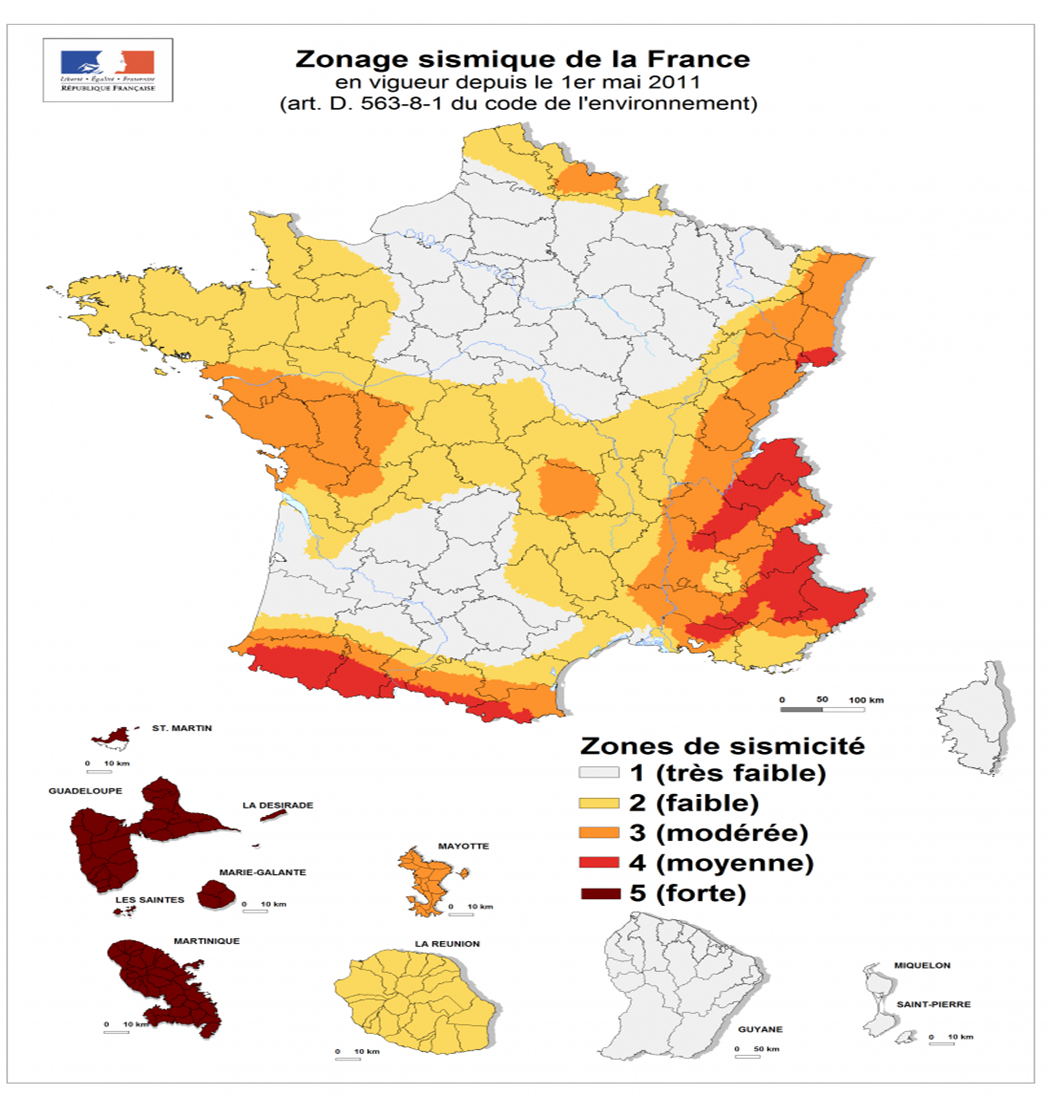 Liberté • Égalité • Fraternité
RÉPUBLIQUE FRANÇAISE
Zonage sismique de la France
en vigueur depuis le 1er mai 2011
(art. D. 563-8-1 du code de l'environnement)
0 50 100 km
ST. MARTIN
0 10 km
GUADELOUPE
LA DESIRADE
MARIE-GALANTE
LES SAINTES
0 10 km
MAYOTTE
0 10 km
Zones de sismicité
1 (très faible)
2 (faible)
3 (modérée)
4 (moyenne)
5 (forte)
MARTINIQUE
0 10 km
LA REUNION
0 10 km
GUYANE
0 50 km
MIQUELON
SAINT-PIERRE
0 10 km